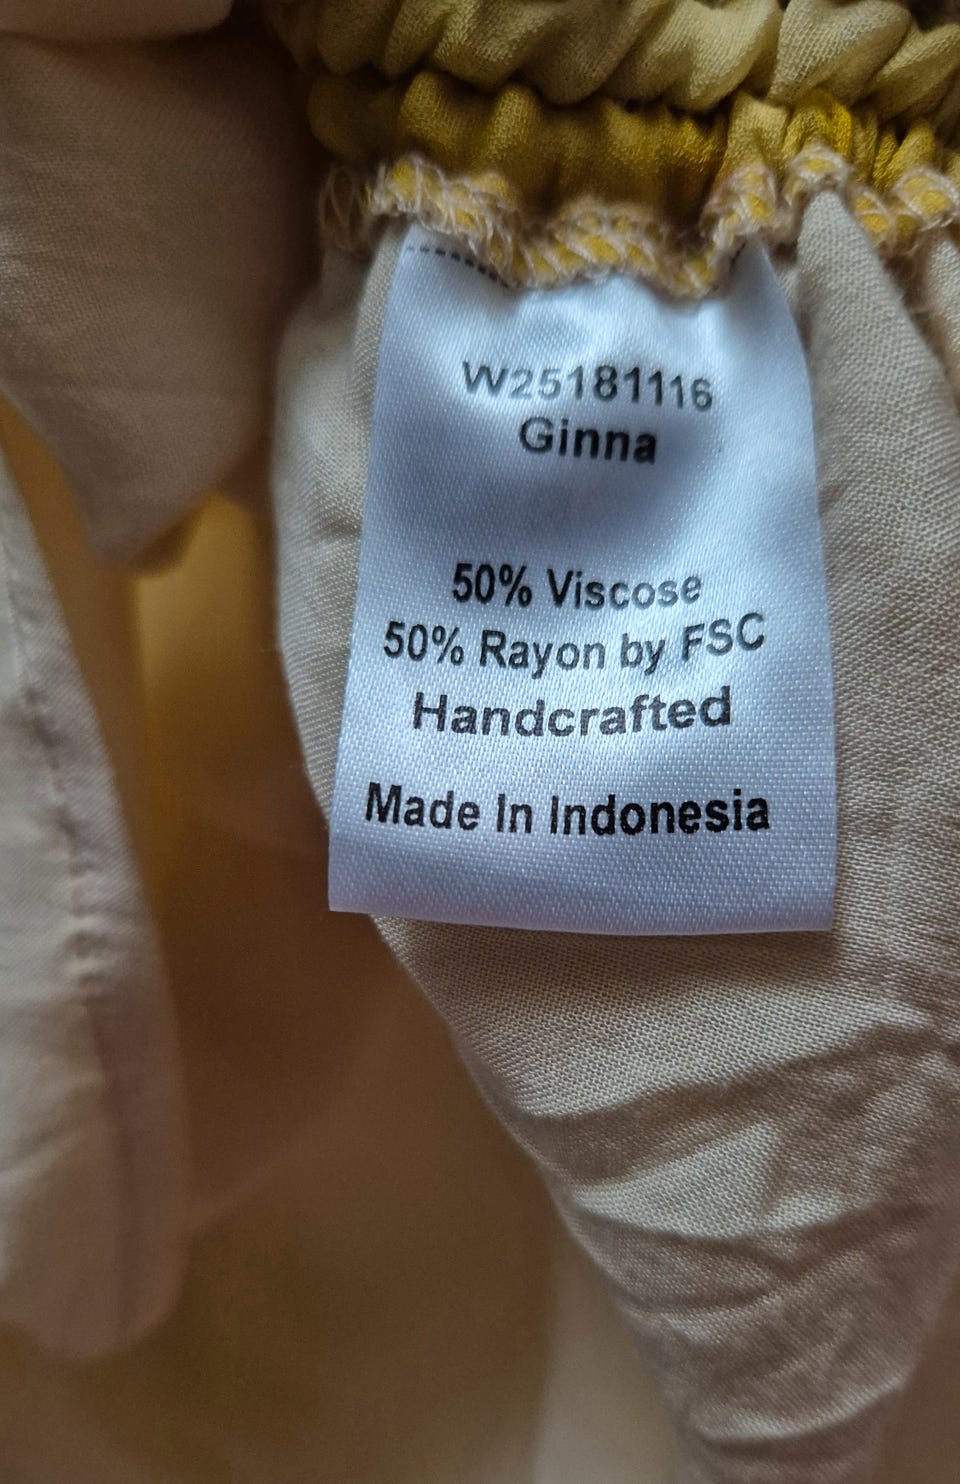 W25181116
Ginna
50% Viscose
50% Rayon by FSC
Handcrafted
Made In Indonesia